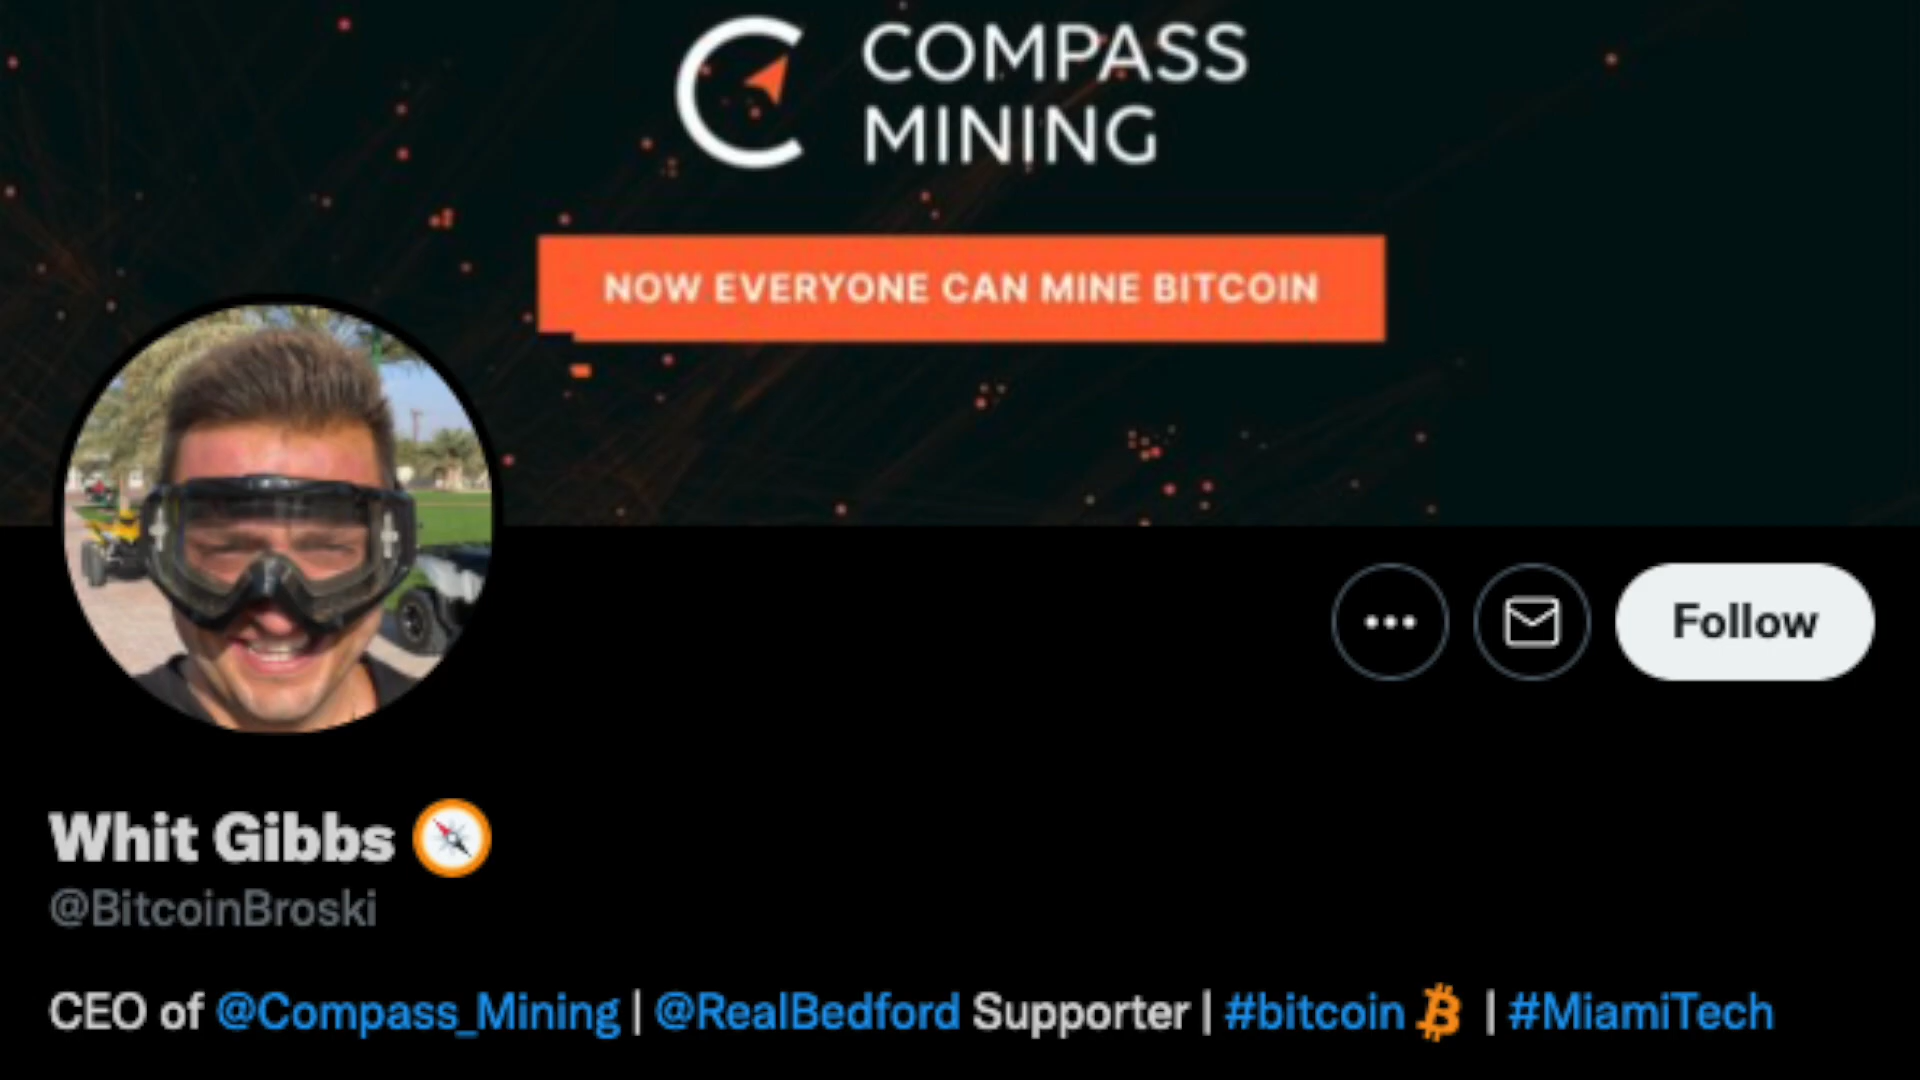 COMPASS
MINING
NOW EVERYONE CAN MINE BITCOIN
Follow
Whit Gibbs
@BitcoinBroski
CEO of @Compass_Mining | @RealBedford Supporter | #bitcoin | #MiamiTech